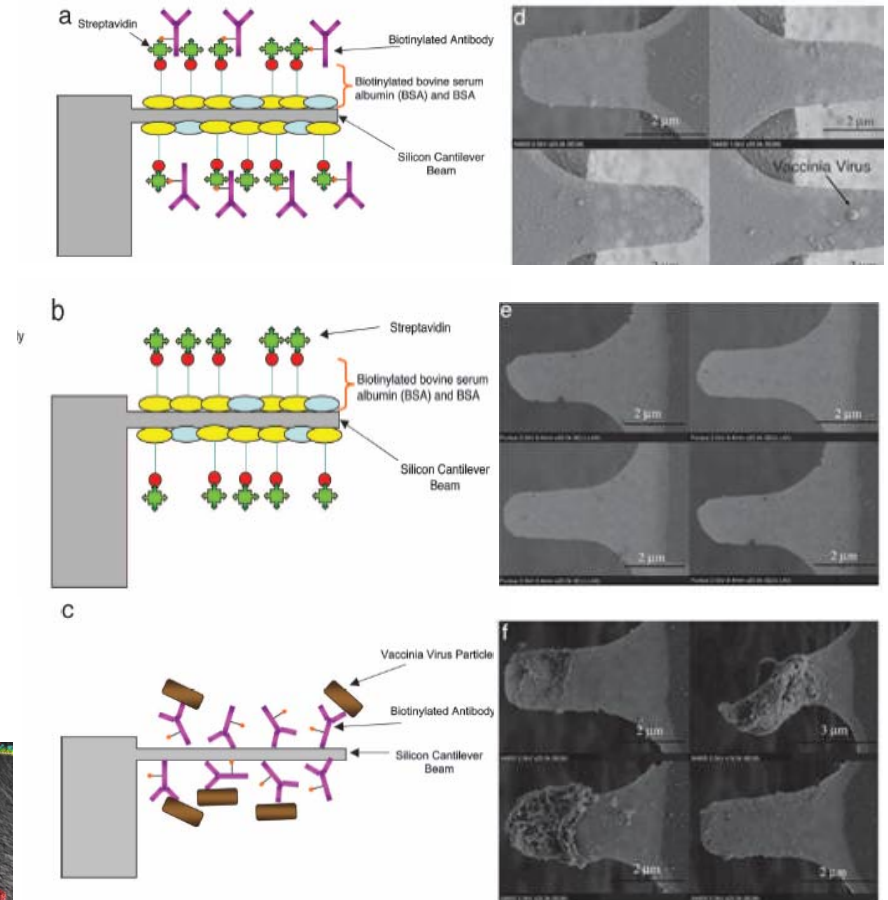 a
Streptavidin
Biotinylated Antibody
Biotinylated bovine serum
albumin (BSA) and BSA
Silicon Cantilever
Beam
d
2 μm
2 μm
Vaccinia Virus
b
Streptavidin
Biotinylated bovine serum
albumin (BSA) and BSA
Silicon Cantilever
Beam
e
2 μm
2 μm
2 μm
2 μm
c
Vaccinia Virus Particle
Biotinylated Antibody
Silicon Cantilever
Beam
f
2 μm
3 μm
2 μm
2 μm